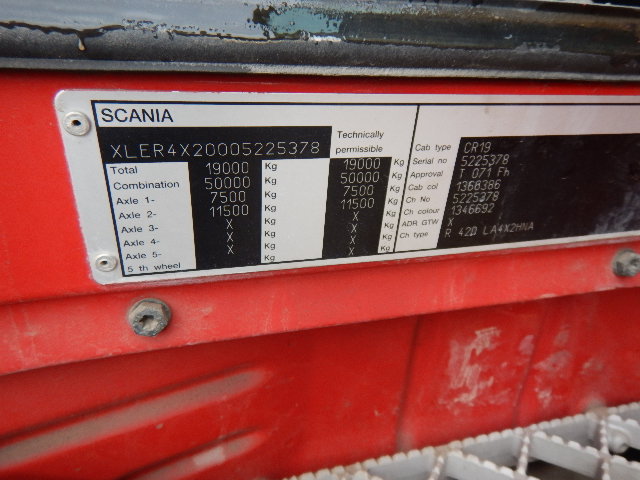 SCANIA
XLER4X20005225378
Technically
permissible
Total 19000 Kg 19000 Kg
Combination 50000 Kg 50000 Kg
Axle 1- 7500 Kg 7500 Kg
Axle 2- 11500 Kg 11500 Kg
Axle 3- X Kg X Kg
Axle 4- X Kg X Kg
Axle 5- X Kg X Kg
5 th wheel X Kg X Kg
Cab type CR19
Serial no 5225378
Approval T 071 Fh
Cab col 1368386
Ch No 5225378
Ch colour 1346692
ADR GTW X
Ch type R 420 LA4X2HNA